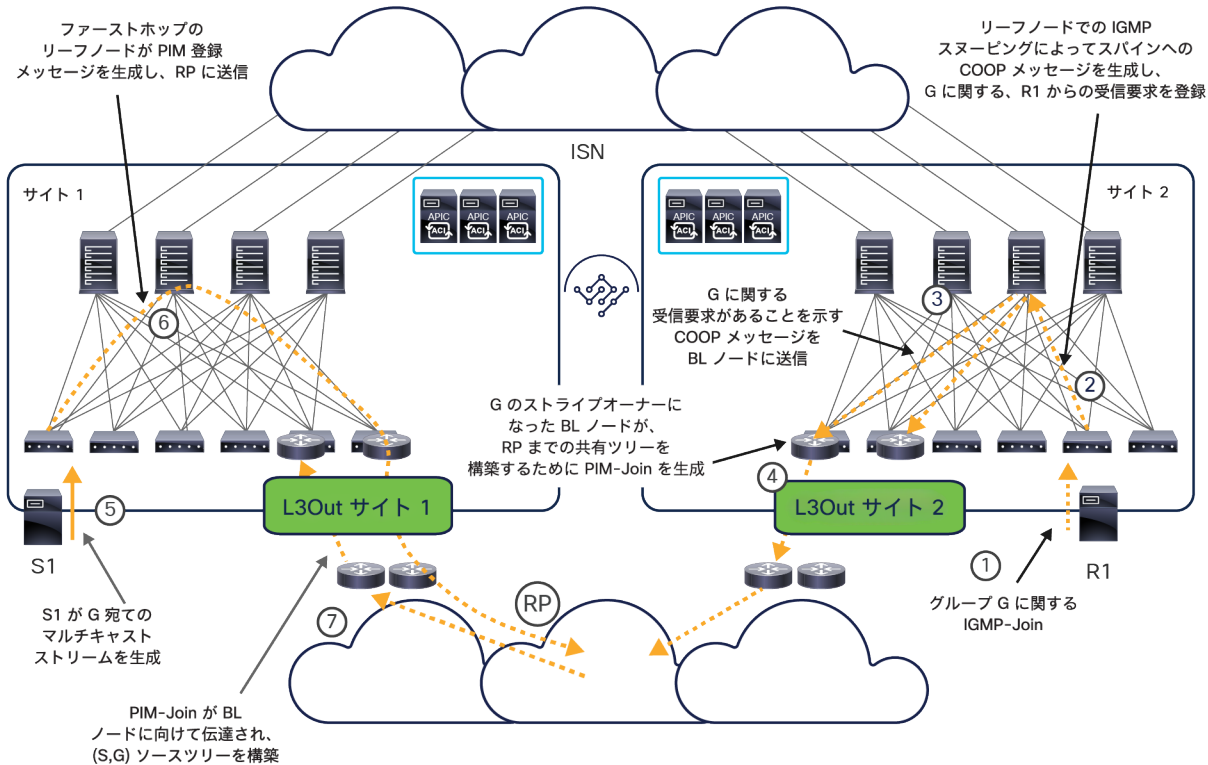 ファーストホップの
リーフノードが PIM 登録
メッセージを生成し、RP に送信
リーフノードでの IGMP
スヌーピングによってスパインへの
COOP メッセージを生成し、
G に関する、R1 からの受信要求を登録
ISN
サイト 1
APIC
ACI
APIC
ACI
APIC
ACI
APIC
ACI
APIC
ACI
APIC
ACI
サイト 2
G に関する
受信要求があることを示す
COOP メッセージを
BL ノードに送信
③
⑥
②
G のストライプオーナーに
なった BL ノードが、
RP までの共有ツリーを
構築するために PIM-Join を生成
④
L3Out サイト 1
L3Out サイト 2
⑤
S1
①
R1
S1 が G 宛ての
マルチキャスト
ストリームを生成
⑦
RP
グループ G に関する
IGMP-Join
PIM-Join が BL
ノードに向けて伝達され、
(S,G) ソースツリーを構築